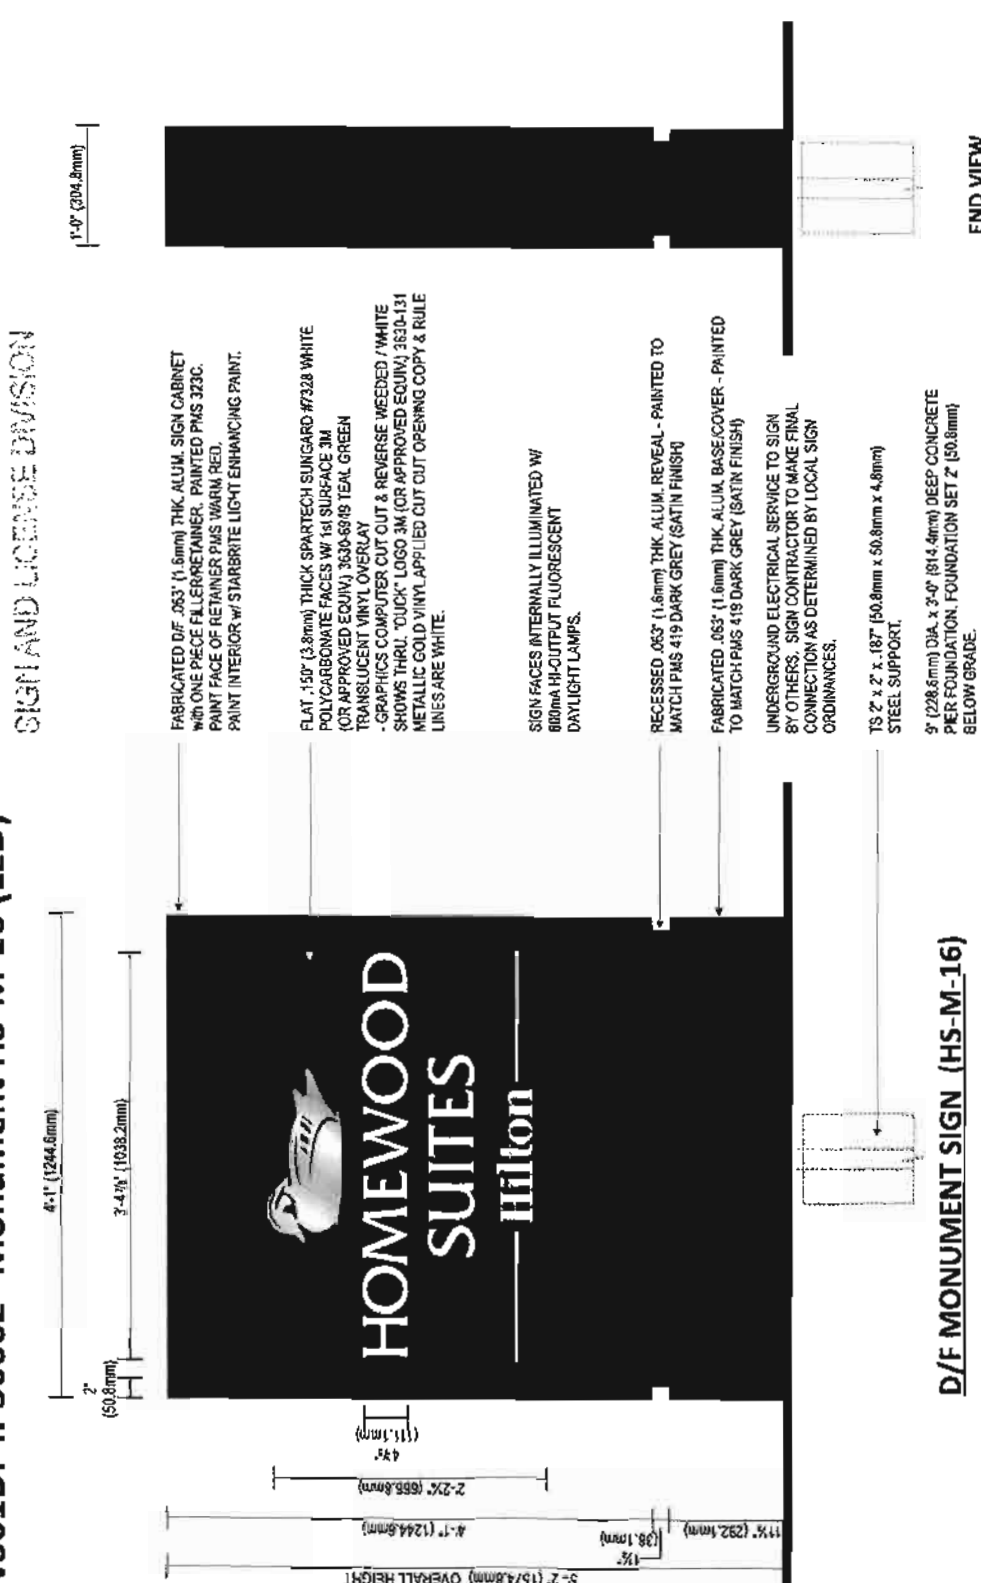 SIGN AND LICENSE DIVISION
4'-1" (1244.6mm)
3'-4⅞" (1038.2mm)
2"
(50.8mm)
1'-0" (304.8mm)
HOMEWOOD
SUITES
Hilton
(111.1mm)
2'-2¼" (666.8mm)
4'-1" (1244.6mm)
1½"
(38.1mm)
11½" (292.1mm)
5'-2" (1574.8mm) OVERALL HEIGHT
FABRICATED D/F .063" (1.6mm) THK. ALUM. SIGN CABINET
with ONE PIECE FILLER/RETAINER. PAINTED PMS 323C.
PAINT FACE OF RETAINER PMS WARM RED.
PAINT INTERIOR w/ STARBRITE LIGHT ENHANCING PAINT.
FLAT .150" (3.8mm) THICK SPARTECH SUNGARD #7328 WHITE
POLYCARBONATE FACES W/ 1st SURFACE 3M
(OR APPROVED EQUIV.) 3630-6949 TEAL GREEN
TRANSLUCENT VINYL OVERLAY
- GRAPHICS COMPUTER CUT OUT & REVERSE WEEDED / WHITE
SHOWS THRU. "DUCK" LOGO 3M (OR APPROVED EQUIV.) 3630-131
METALLIC GOLD VINYL APPLIED CUT OUT OPENING COPY & RULE
LINES ARE WHITE.
SIGN FACES INTERNALLY ILLUMINATED W/
800mA HI-OUTPUT FLUORESCENT
DAYLIGHT LAMPS.
RECESSED .063" (1.6mm) THK. ALUM. REVEAL - PAINTED TO
MATCH PMS 419 DARK GREY (SATIN FINISH)
FABRICATED .063" (1.6mm) THK. ALUM. BASE/COVER - PAINTED
TO MATCH PMS 419 DARK GREY (SATIN FINISH)
UNDERGROUND ELECTRICAL SERVICE TO SIGN
BY OTHERS. SIGN CONTRACTOR TO MAKE FINAL
CONNECTION AS DETERMINED BY LOCAL SIGN
ORDINANCES.
TS 2" x 2" x .187" (50.8mm x 50.8mm x 4.8mm)
STEEL SUPPORT.
9" (228.6mm) DIA. x 3'-0" (914.4mm) DEEP CONCRETE
PIER FOUNDATION. FOUNDATION SET 2" (50.8mm)
BELOW GRADE.
D/F MONUMENT SIGN (HS-M-16)
END VIEW